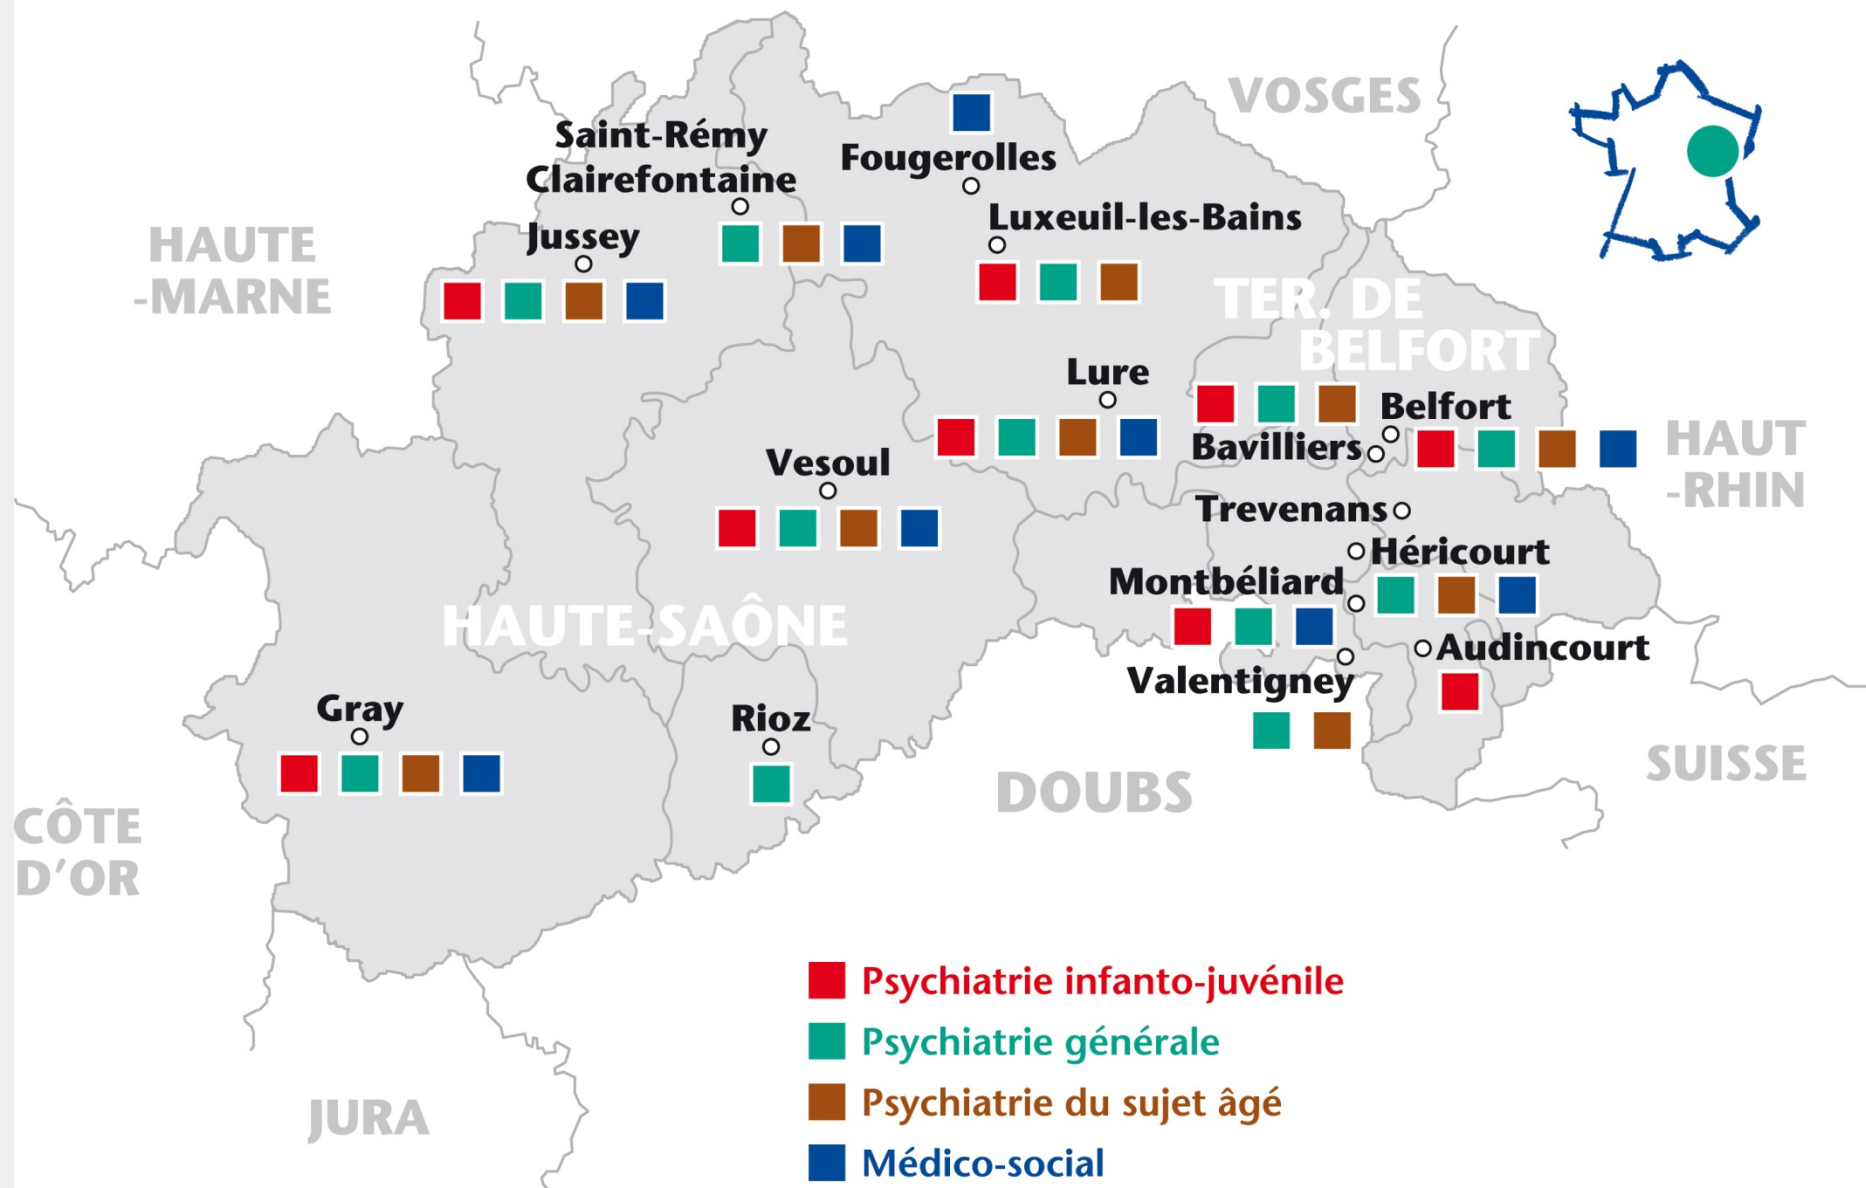 VOSGES
Saint-Rémy
Clairefontaine
Fougerolles
Luxeuil-les-Bains
Jussey
HAUTE
-MARNE
TER. DE
BELFORT
Lure
Belfort
Bavilliers
HAUT
-RHIN
Vesoul
Trevenans
Héricourt
Montbéliard
HAUTE-SAÔNE
Audincourt
Valentigney
Gray
Rioz
DOUBS
SUISSE
CÔTE
D'OR
JURA
Psychiatrie infanto-juvénile
Psychiatrie générale
Psychiatrie du sujet âgé
Médico-social